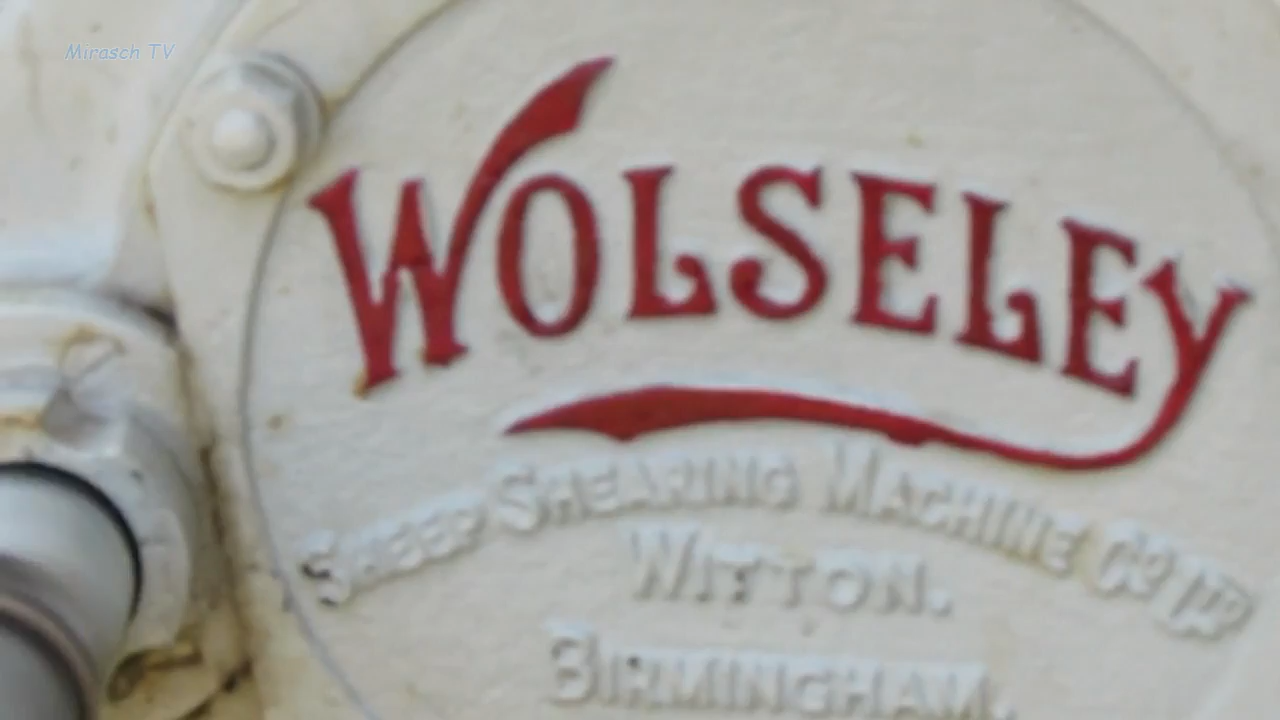 Mirasch TV
WOLSELEY
SHEEP SHEARING MACHINE CO LTD
WITTON.
BIRMINGHAM.